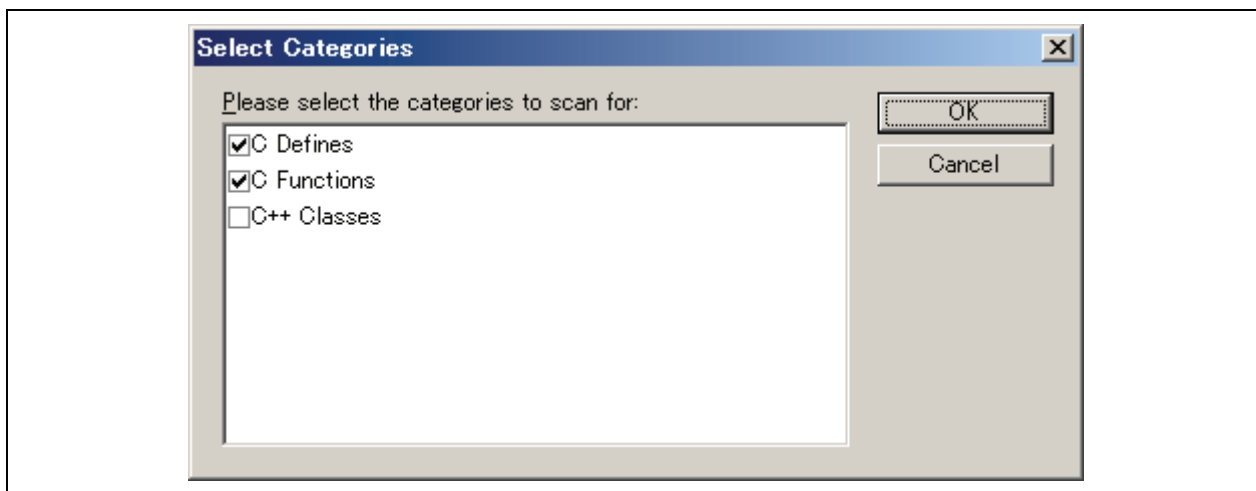 Select Categories
Please select the categories to scan for:
OK
C Defines
Cancel
C Functions
C++ Classes